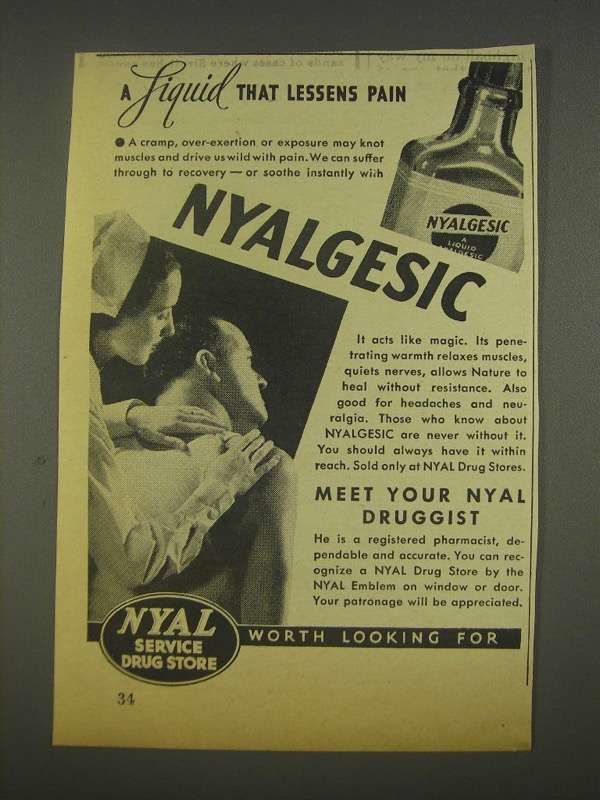 A Liquid THAT LESSENS PAIN
● A cramp, over-exertion or exposure may knot
muscles and drive us wild with pain. We can suffer
through to recovery — or soothe instantly with
NYALGESIC
NYALGESIC
A
LIQUID
ANALGESIC
It acts like magic. Its pene-
trating warmth relaxes muscles,
quiets nerves, allows Nature to
heal without resistance. Also
good for headaches and neu-
ralgia. Those who know about
NYALGESIC are never without it.
You should always have it within
reach. Sold only at NYAL Drug Stores.
MEET YOUR NYAL
DRUGGIST
He is a registered pharmacist, de-
pendable and accurate. You can rec-
ognize a NYAL Drug Store by the
NYAL Emblem on window or door.
Your patronage will be appreciated.
NYAL
SERVICE
DRUG STORE
WORTH LOOKING FOR
34